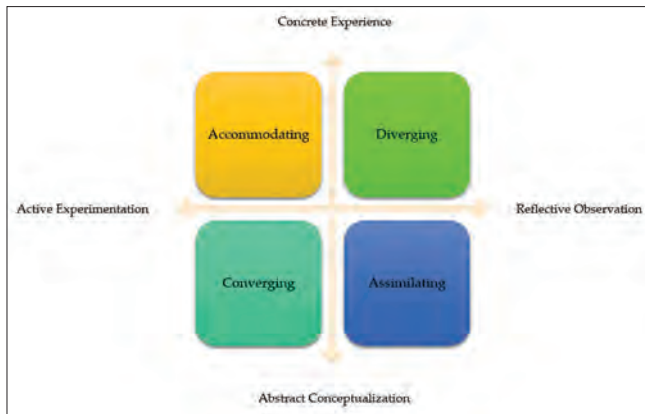 Concrete Experience
Accommodating
Diverging
Active Experimentation
Reflective Observation
Converging
Assimilating
Abstract Conceptualization